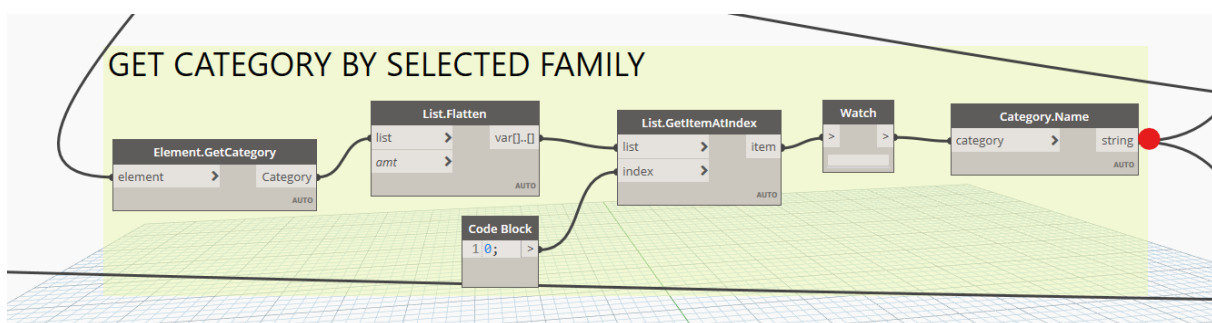 GET CATEGORY BY SELECTED FAMILY
Element.GetCategory
element > Category
AUTO
List.Flatten
list > var[]..[]
amt >
AUTO
Code Block
1 0; >
List.GetItemAtIndex
list > item
index >
AUTO
Watch
> >
Category.Name
category > string
AUTO